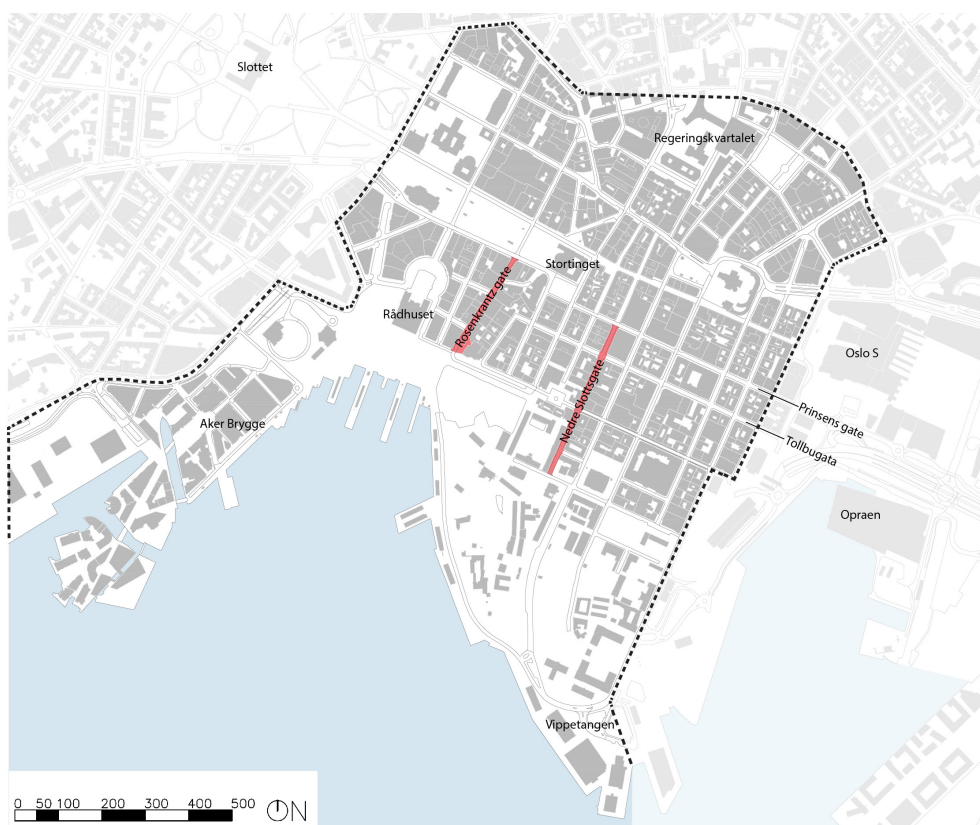 Slottet
Regeringskvartalet
Stortinget
Rosenkrantz gate
Rådhuset
Nedre Slottsgate
Oslo S
Prinsens gate
Aker Brygge
Tollbugata
Opraen
Vippetangen
0 50 100 200 300 400 500 N